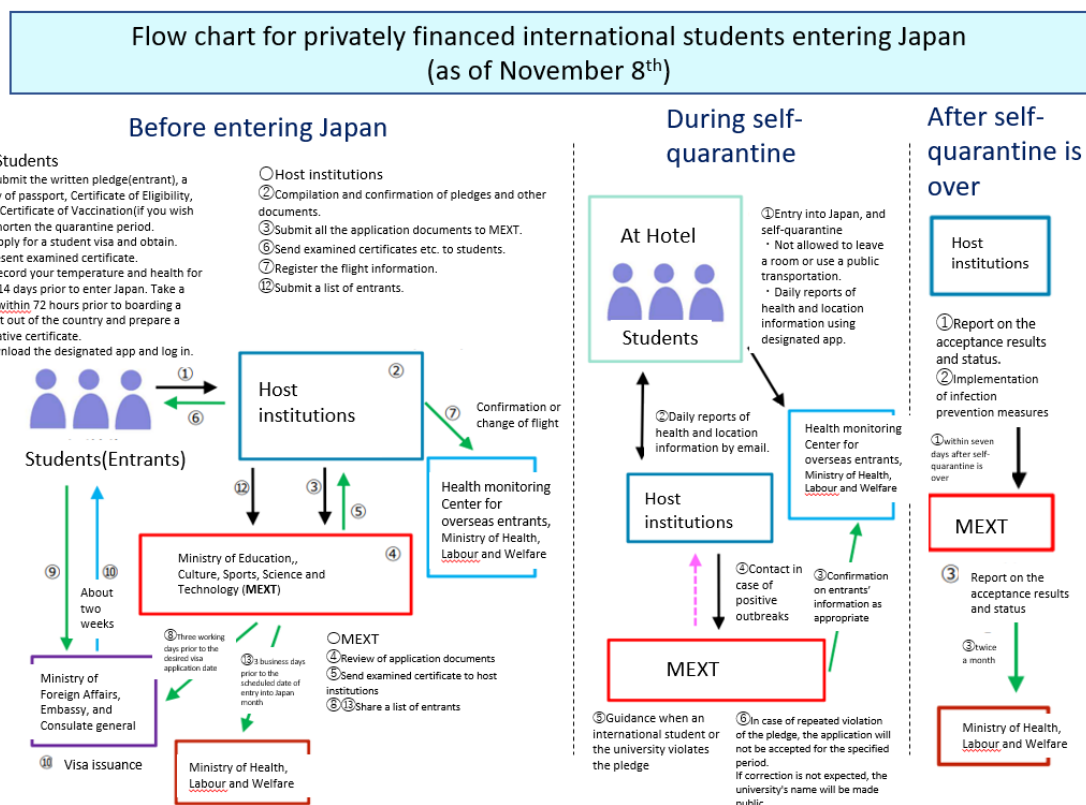 Flow chart for privately financed international students entering Japan
(as of November 8th)
Before entering Japan
Students
ubmit the written pledge(entrant), a
y of passport, Certificate of Eligibility,
Certificate of Vaccination(if you wish
horten the quarantine period.
pply for a student visa and obtain.
esent examined certificate.
ecord your temperature and health for
14 days prior to enter Japan. Take a
within 72 hours prior to boarding a
t out of the country and prepare a
ative certificate.
wnload the designated app and log in.
○Host institutions
②Compilation and confirmation of pledges and other
documents.
③Submit all the application documents to MEXT.
⑥Send examined certificates etc. to students.
⑦Register the flight information.
⑫Submit a list of entrants.
①
⑥
Students(Entrants)
②
Host
institutions
⑦
Confirmation or
change of flight
Health monitoring
Center for
overseas entrants,
Ministry of Health,
Labour and Welfare
⑫
③
⑤
④
Ministry of Education,,
Culture, Sports, Science and
Technology (MEXT)
⑨
⑩
About
two
weeks
⑧Three working
days prior to the
desired visa
application date
⑬3 business days
prior to the
scheduled date of
entry into Japan
month
○MEXT
④Review of application documents
⑤Send examined certificate to host
institutions
⑧⑬Share a list of entrants
Ministry of
Foreign Affairs,
Embassy, and
Consulate general
⑩ Visa issuance
Ministry of Health,
Labour and Welfare
During self-
quarantine
At Hotel
Students
①Entry into Japan, and
self-quarantine
・Not allowed to leave
a room or use a public
transportation.
・Daily reports of
health and location
information using
designated app.
②Daily reports of
health and location
information by email.
Health monitoring
Center for
overseas entrants,
Ministry of Health,
Labour and Welfare
Host
institutions
④Contact in
case of
positive
outbreaks
③Confirmation
on entrants'
information as
appropriate
MEXT
⑤Guidance when an
international student or
the university violates
the pledge
⑥In case of repeated violation
of the pledge, the application will
not be accepted for the specified
period.
If correction is not expected, the
university's name will be made
public
After self-
quarantine is
over
Host
institutions
①Report on the
acceptance results
and status.
②Implementation
of infection
prevention measures
①within seven
days after self-
quarantine is
over
MEXT
③ Report on the
acceptance results
and status
③twice
a month
Ministry of Health,
Labour and Welfare